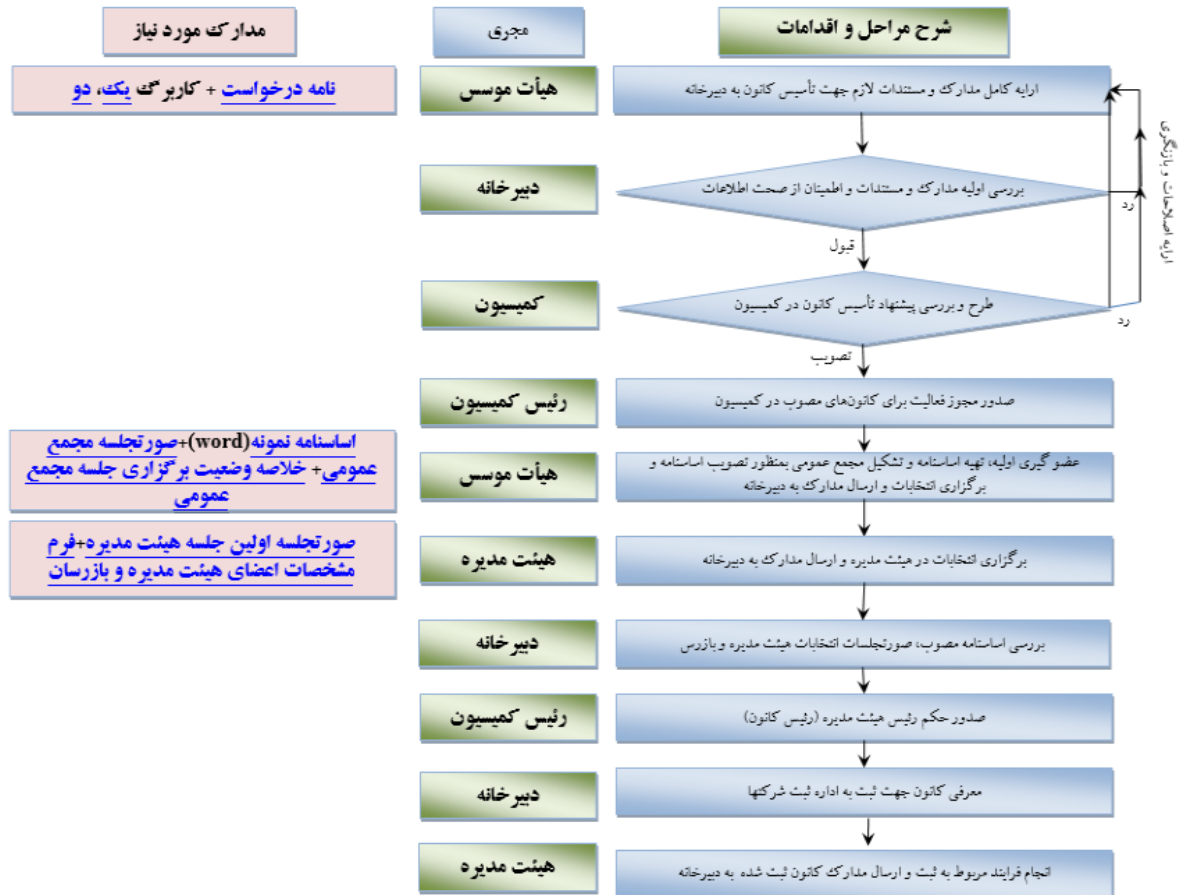 شرح مراحل و اقدامات
مجری
مدارک مورد نیاز
ارایه کامل مدارک و مستندات لازم جهت تأسیس کانون به دبیرخانه
هیأت موسس
نامه درخواست + کاربرگ یک، دو
ارایه اصلاحات و بازنگری
بررسی اولیه مدارک و مستندات و اطمینان از صحت اطلاعات
دبیرخانه
رد
قبول
طرح و بررسی پیشنهاد تأسیس کانون در کمیسیون
کمیسیون
رد
تصویب
صدور مجوز فعالیت برای کانون‌های مصوب در کمیسیون
رئیس کمیسیون
عضو گیری اولیه، تهیه اساسنامه و تشکیل مجمع عمومی بمنظور تصویب اساسنامه و
برگزاری انتخابات و ارسال مدارک به دبیرخانه
هیأت موسس
اساسنامه نمونه(word)+صورتجلسه مجمع
عمومی+ خلاصه وضعیت برگزاری جلسه مجمع
عمومی
برگزاری انتخابات در هیئت مدیره و ارسال مدارک به دبیرخانه
هیئت مدیره
صورتجلسه اولین جلسه هیئت مدیره+فرم
مشخصات اعضای هیئت مدیره و بازرسان
بررسی اساسنامه مصوب، صورتجلسات انتخابات هیئت مدیره و بازرس
دبیرخانه
صدور حکم رئیس هیئت مدیره (رئیس کانون)
رئیس کمیسیون
معرفی کانون جهت ثبت به اداره ثبت شرکتها
دبیرخانه
انجام فرایند مربوط به ثبت و ارسال مدارک کانون ثبت شده به دبیرخانه
هیئت مدیره